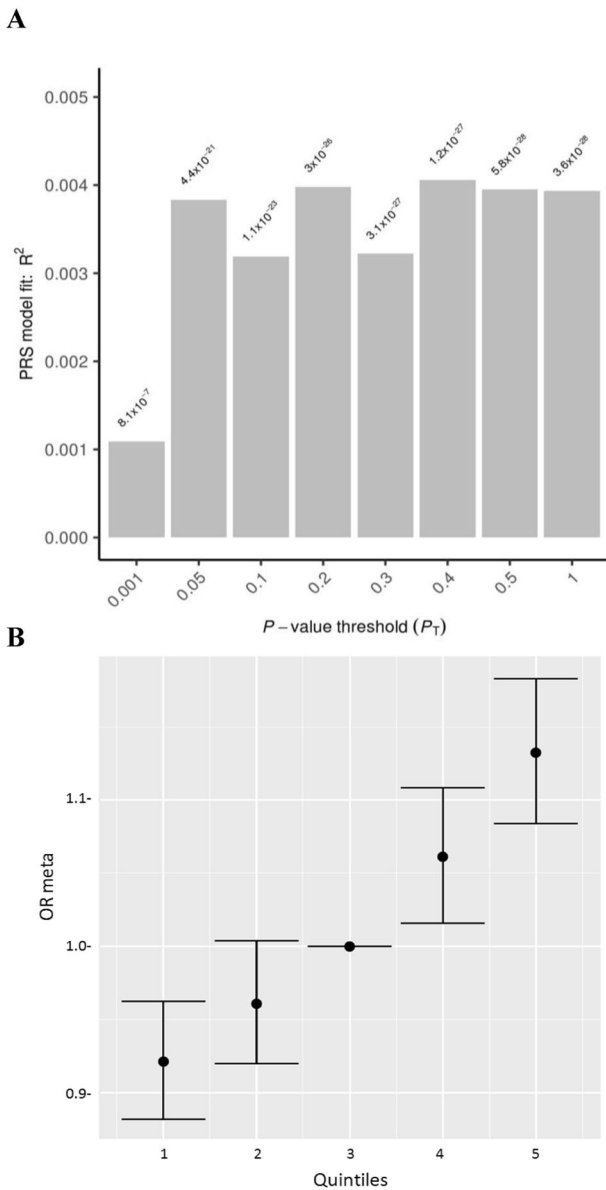 A
PRS model fit: R²
0.005
0.004
0.003
0.002
0.001
0.000
8.1x10⁻⁷
4.4x10⁻²¹
1.1x10⁻²³
3x10⁻²⁶
3.1x10⁻²⁷
1.2x10⁻²⁷
5.8x10⁻²⁸
3.6x10⁻²⁸
0.001
0.05
0.1
0.2
0.3
0.4
0.5
1
P – value threshold (P_T)
B
OR meta
1.1-
1.0-
0.9-
1 2 3 4 5
Quintiles